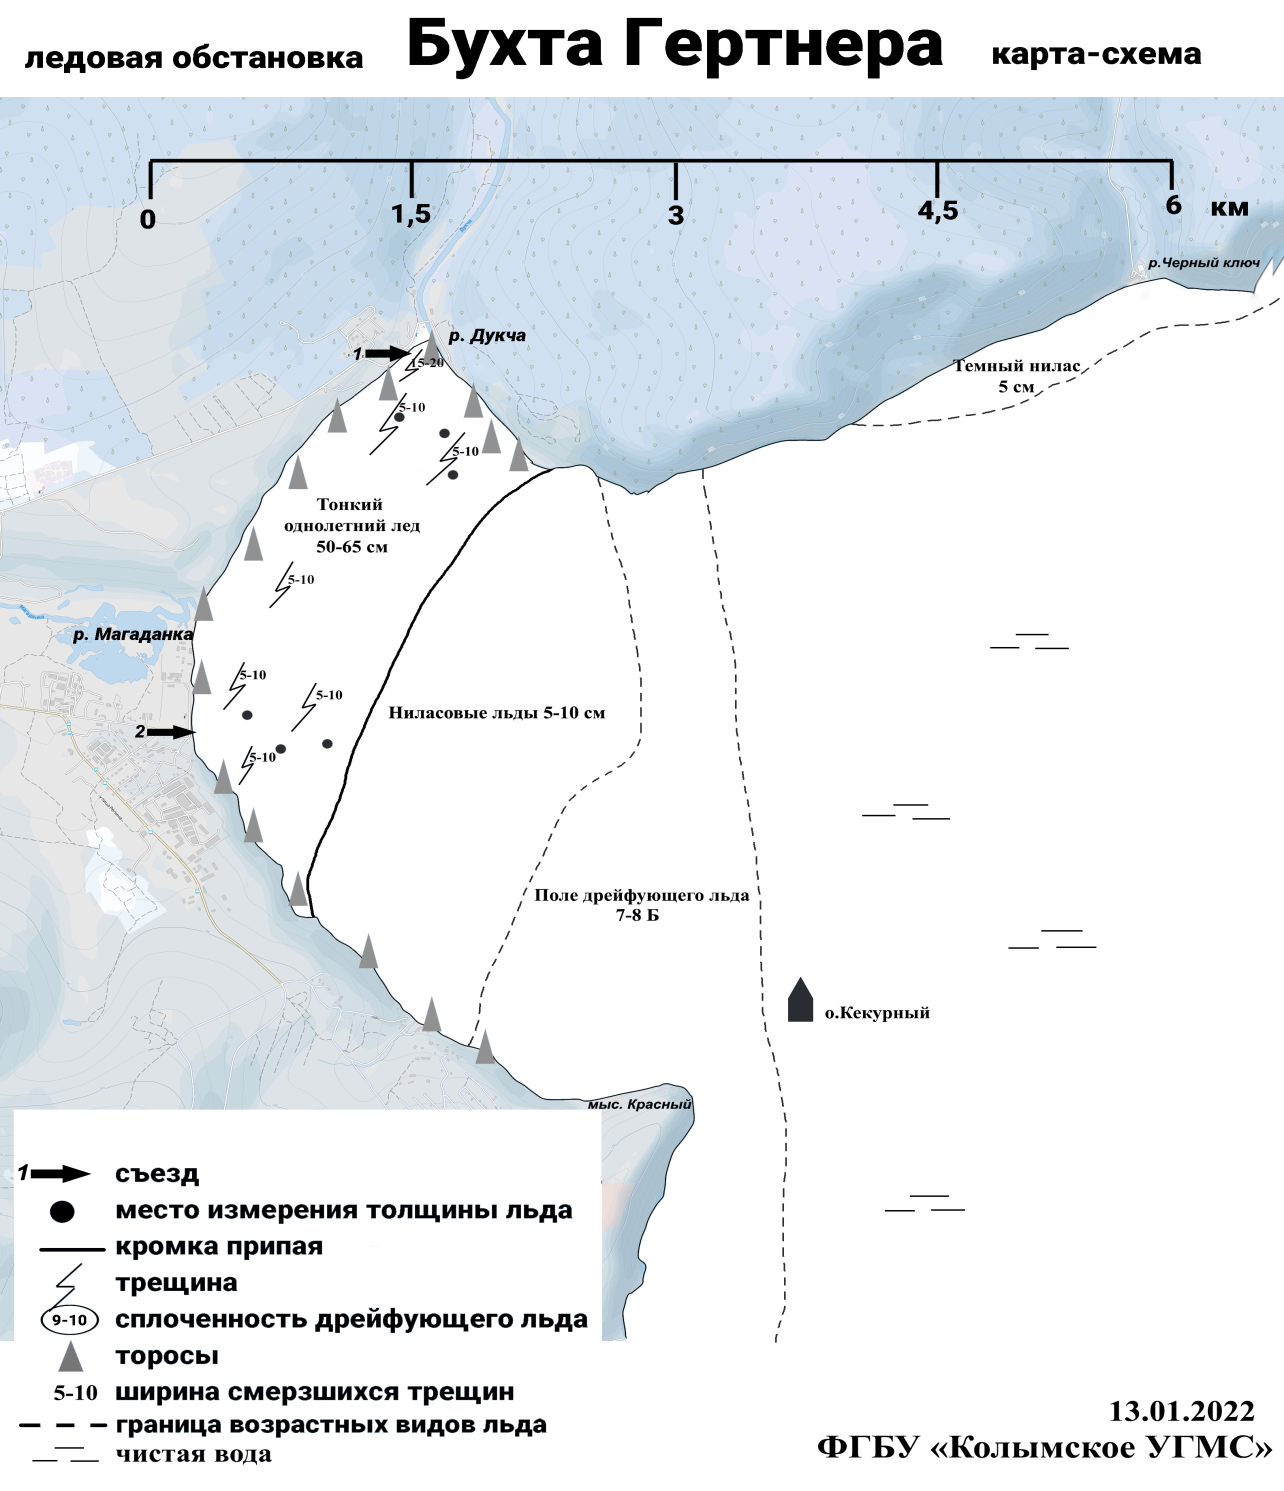 ледовая обстановка Бухта Гертнера карта-схема
0 1,5 3 4,5 6 км
р.Черный ключ
р. Дукча
1
15-20
Темный нилас
5 см
5-10
5-10
Тонкий
однолетний лед
50-65 см
5-10
р. Магаданка
5-10
5-10
Ниласовые льды 5-10 см
2
5-10
Поле дрейфующего льда
7-8 Б
о.Кекурный
мыс. Красный
1 съезд
место измерения толщины льда
кромка припая
трещина
9-10 сплоченность дрейфующего льда
торосы
5-10 ширина смерзшихся трещин
граница возрастных видов льда
чистая вода
13.01.2022
ФГБУ «Колымское УГМС»